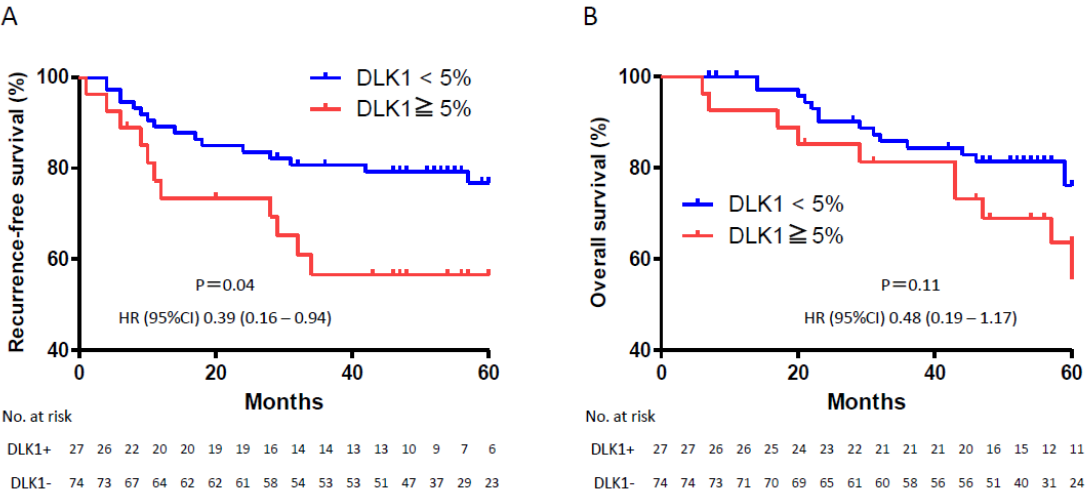 A
Recurrence-free survival (%)
100
80
60
40
DLK1 < 5%
DLK1 ≧ 5%
P=0.04
HR (95%CI) 0.39 (0.16 – 0.94)
0 20 40 60
Months
No. at risk
DLK1+ 27 26 22 20 20 19 19 16 14 14 13 13 10 9 7 6
DLK1- 74 73 67 64 62 62 61 58 54 53 53 51 47 37 29 23
B
Overall survival (%)
100
80
60
40
DLK1 < 5%
DLK1 ≧ 5%
P=0.11
HR (95%CI) 0.48 (0.19 - 1.17)
0 20 40 60
Months
No. at risk
DLK1+ 27 27 26 26 25 24 23 22 21 21 21 20 16 15 12 11
DLK1- 74 74 73 71 70 69 65 61 60 58 56 56 51 40 31 24